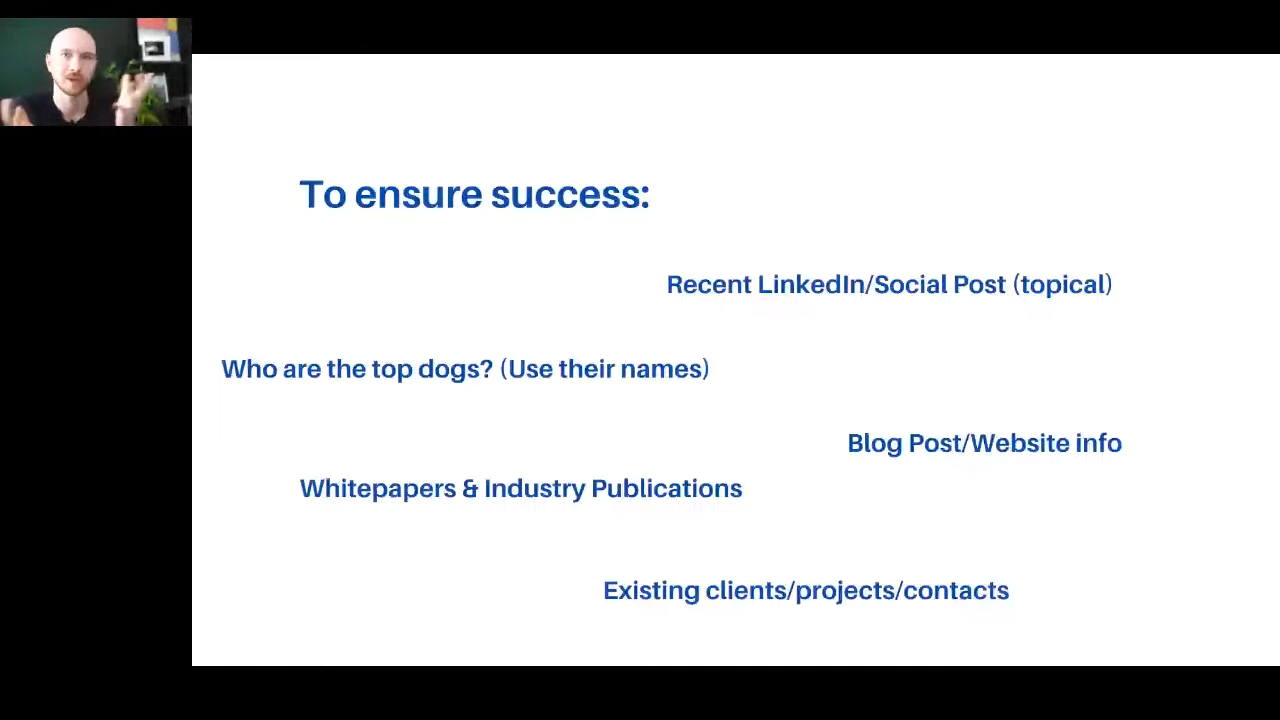 To ensure success:
Recent LinkedIn/Social Post (topical)
Who are the top dogs? (Use their names)
Blog Post/Website info
Whitepapers & Industry Publications
Existing clients/projects/contacts